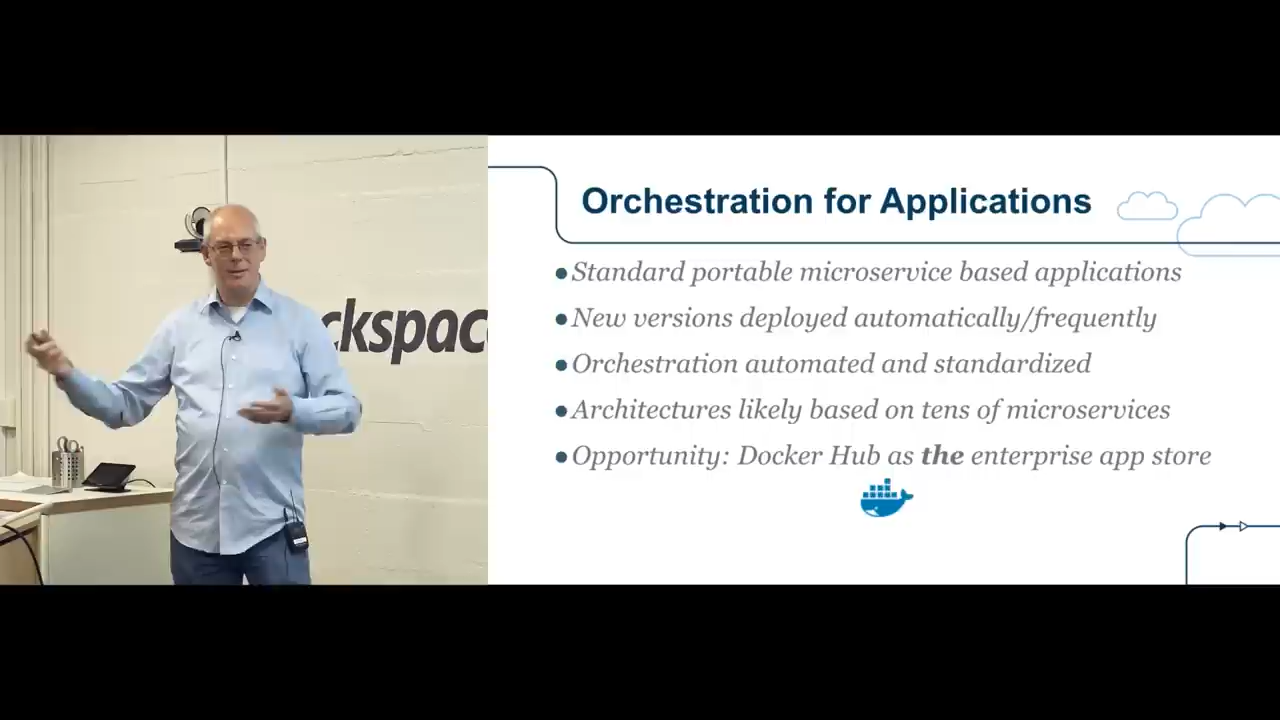 ckspac
Orchestration for Applications
●Standard portable microservice based applications
●New versions deployed automatically/frequently
●Orchestration automated and standardized
●Architectures likely based on tens of microservices
●Opportunity: Docker Hub as the enterprise app store